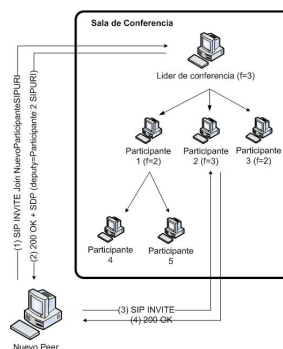 Sala de Conferencia
Lider de conferencia (f=3)
Participante
1 (f=2)
Participante
2 (f=3)
Participante
3 (f=2)
Participante
4
Participante
5
(1) SIP INVITE Join NuevoParticipanteSIPURI
(2) 200 OK + SDP (deputy=Participante 2 SIPURI)
(3) SIP INVITE
(4) 200 OK
Nuevo Peer